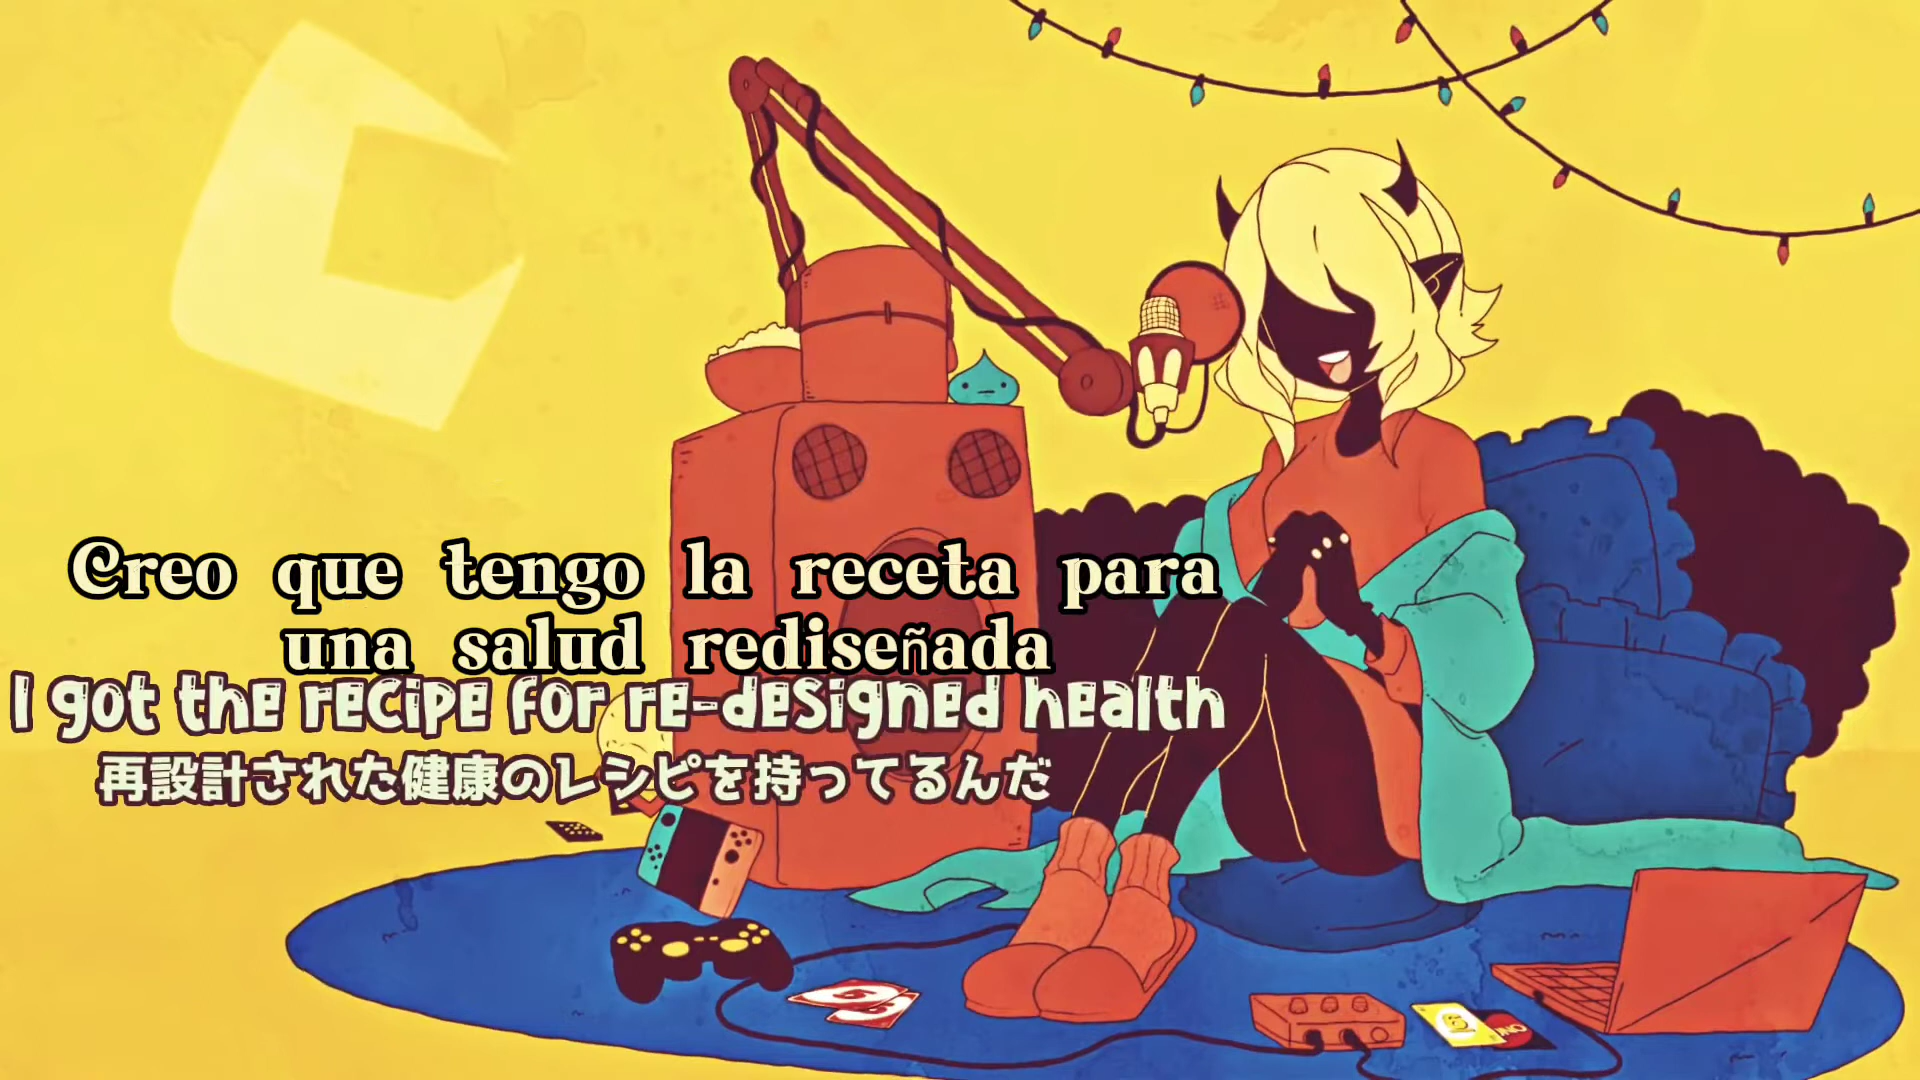 Creo que tengo la receta para
una salud rediseñada
I got the recipe for re-designed health
再設計された健康のレシピを持ってるんだ